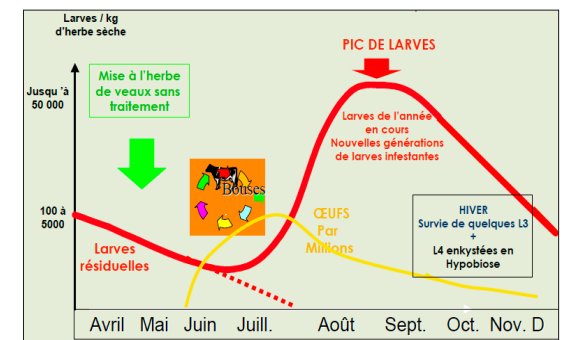 Larves / kg
d'herbe sèche
PIC DE LARVES
Mise à l'herbe
de veaux sans
traitement
Jusqu 'à
50 000
Larves de l'année
en cours
Nouvelles générations
de larves infestantes
Bouses
100 à
5000
ŒUFS
Par
Millions
HIVER
Survie de quelques L3
+
L4 enkystées en
Hypobiose
Larves
résiduelles
Avril Mai Juin Juill. Août Sept. Oct. Nov. D